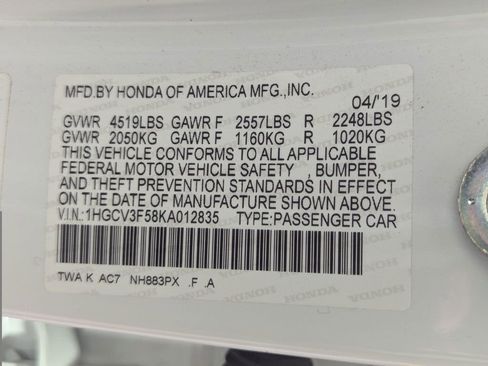 MFD.BY HONDA OF AMERICA MFG.,INC.
04/'19
GVWR 4519LBS GAWR F 2557LBS R 2248LBS
GVWR 2050KG GAWR F 1160KG R 1020KG
THIS VEHICLE CONFORMS TO ALL APPLICABLE
FEDERAL MOTOR VEHICLE SAFETY , BUMPER,
AND THEFT PREVENTION STANDARDS IN EFFECT
ON THE DATE OF MANUFACTURE SHOWN ABOVE.
V.I.N.:1HGCV3F58KA012835 TYPE:PASSENGER CAR
TWA K AC7 NH883PX .F .A